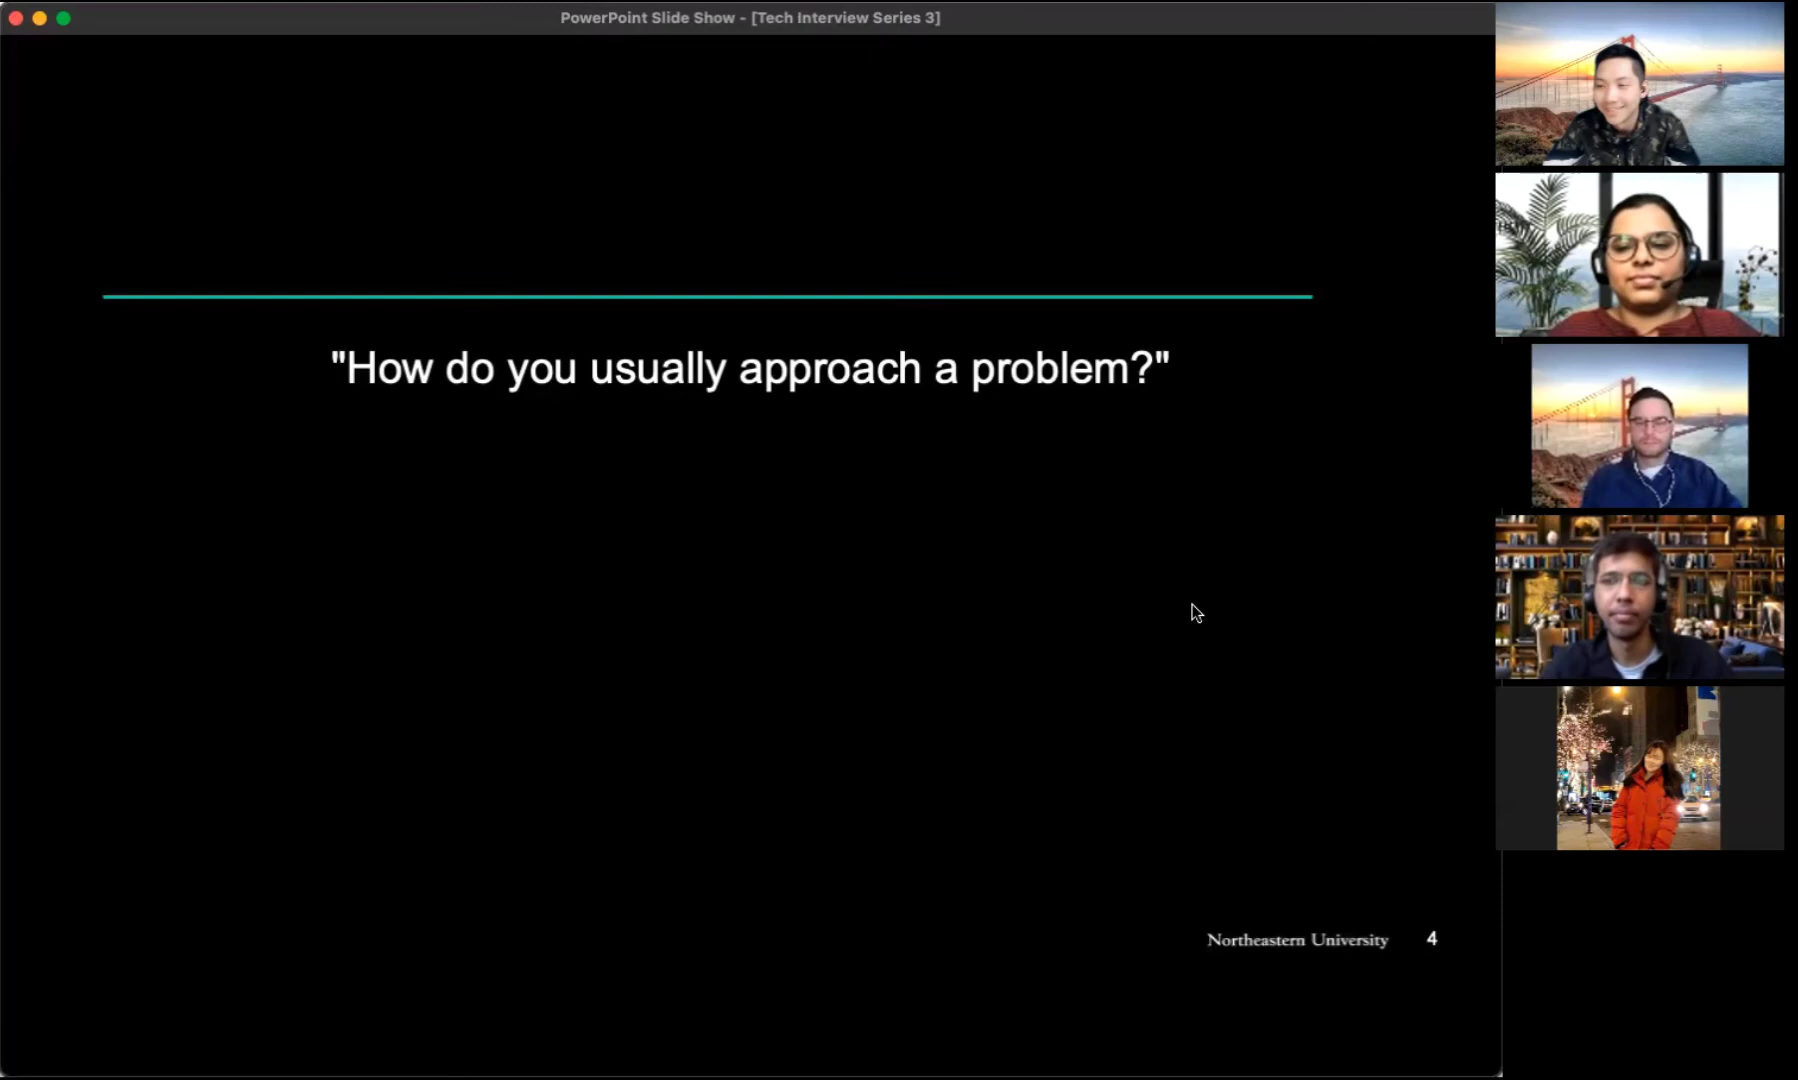 PowerPoint Slide Show - [Tech Interview Series 3]
"How do you usually approach a problem?"
Northeastern University 4